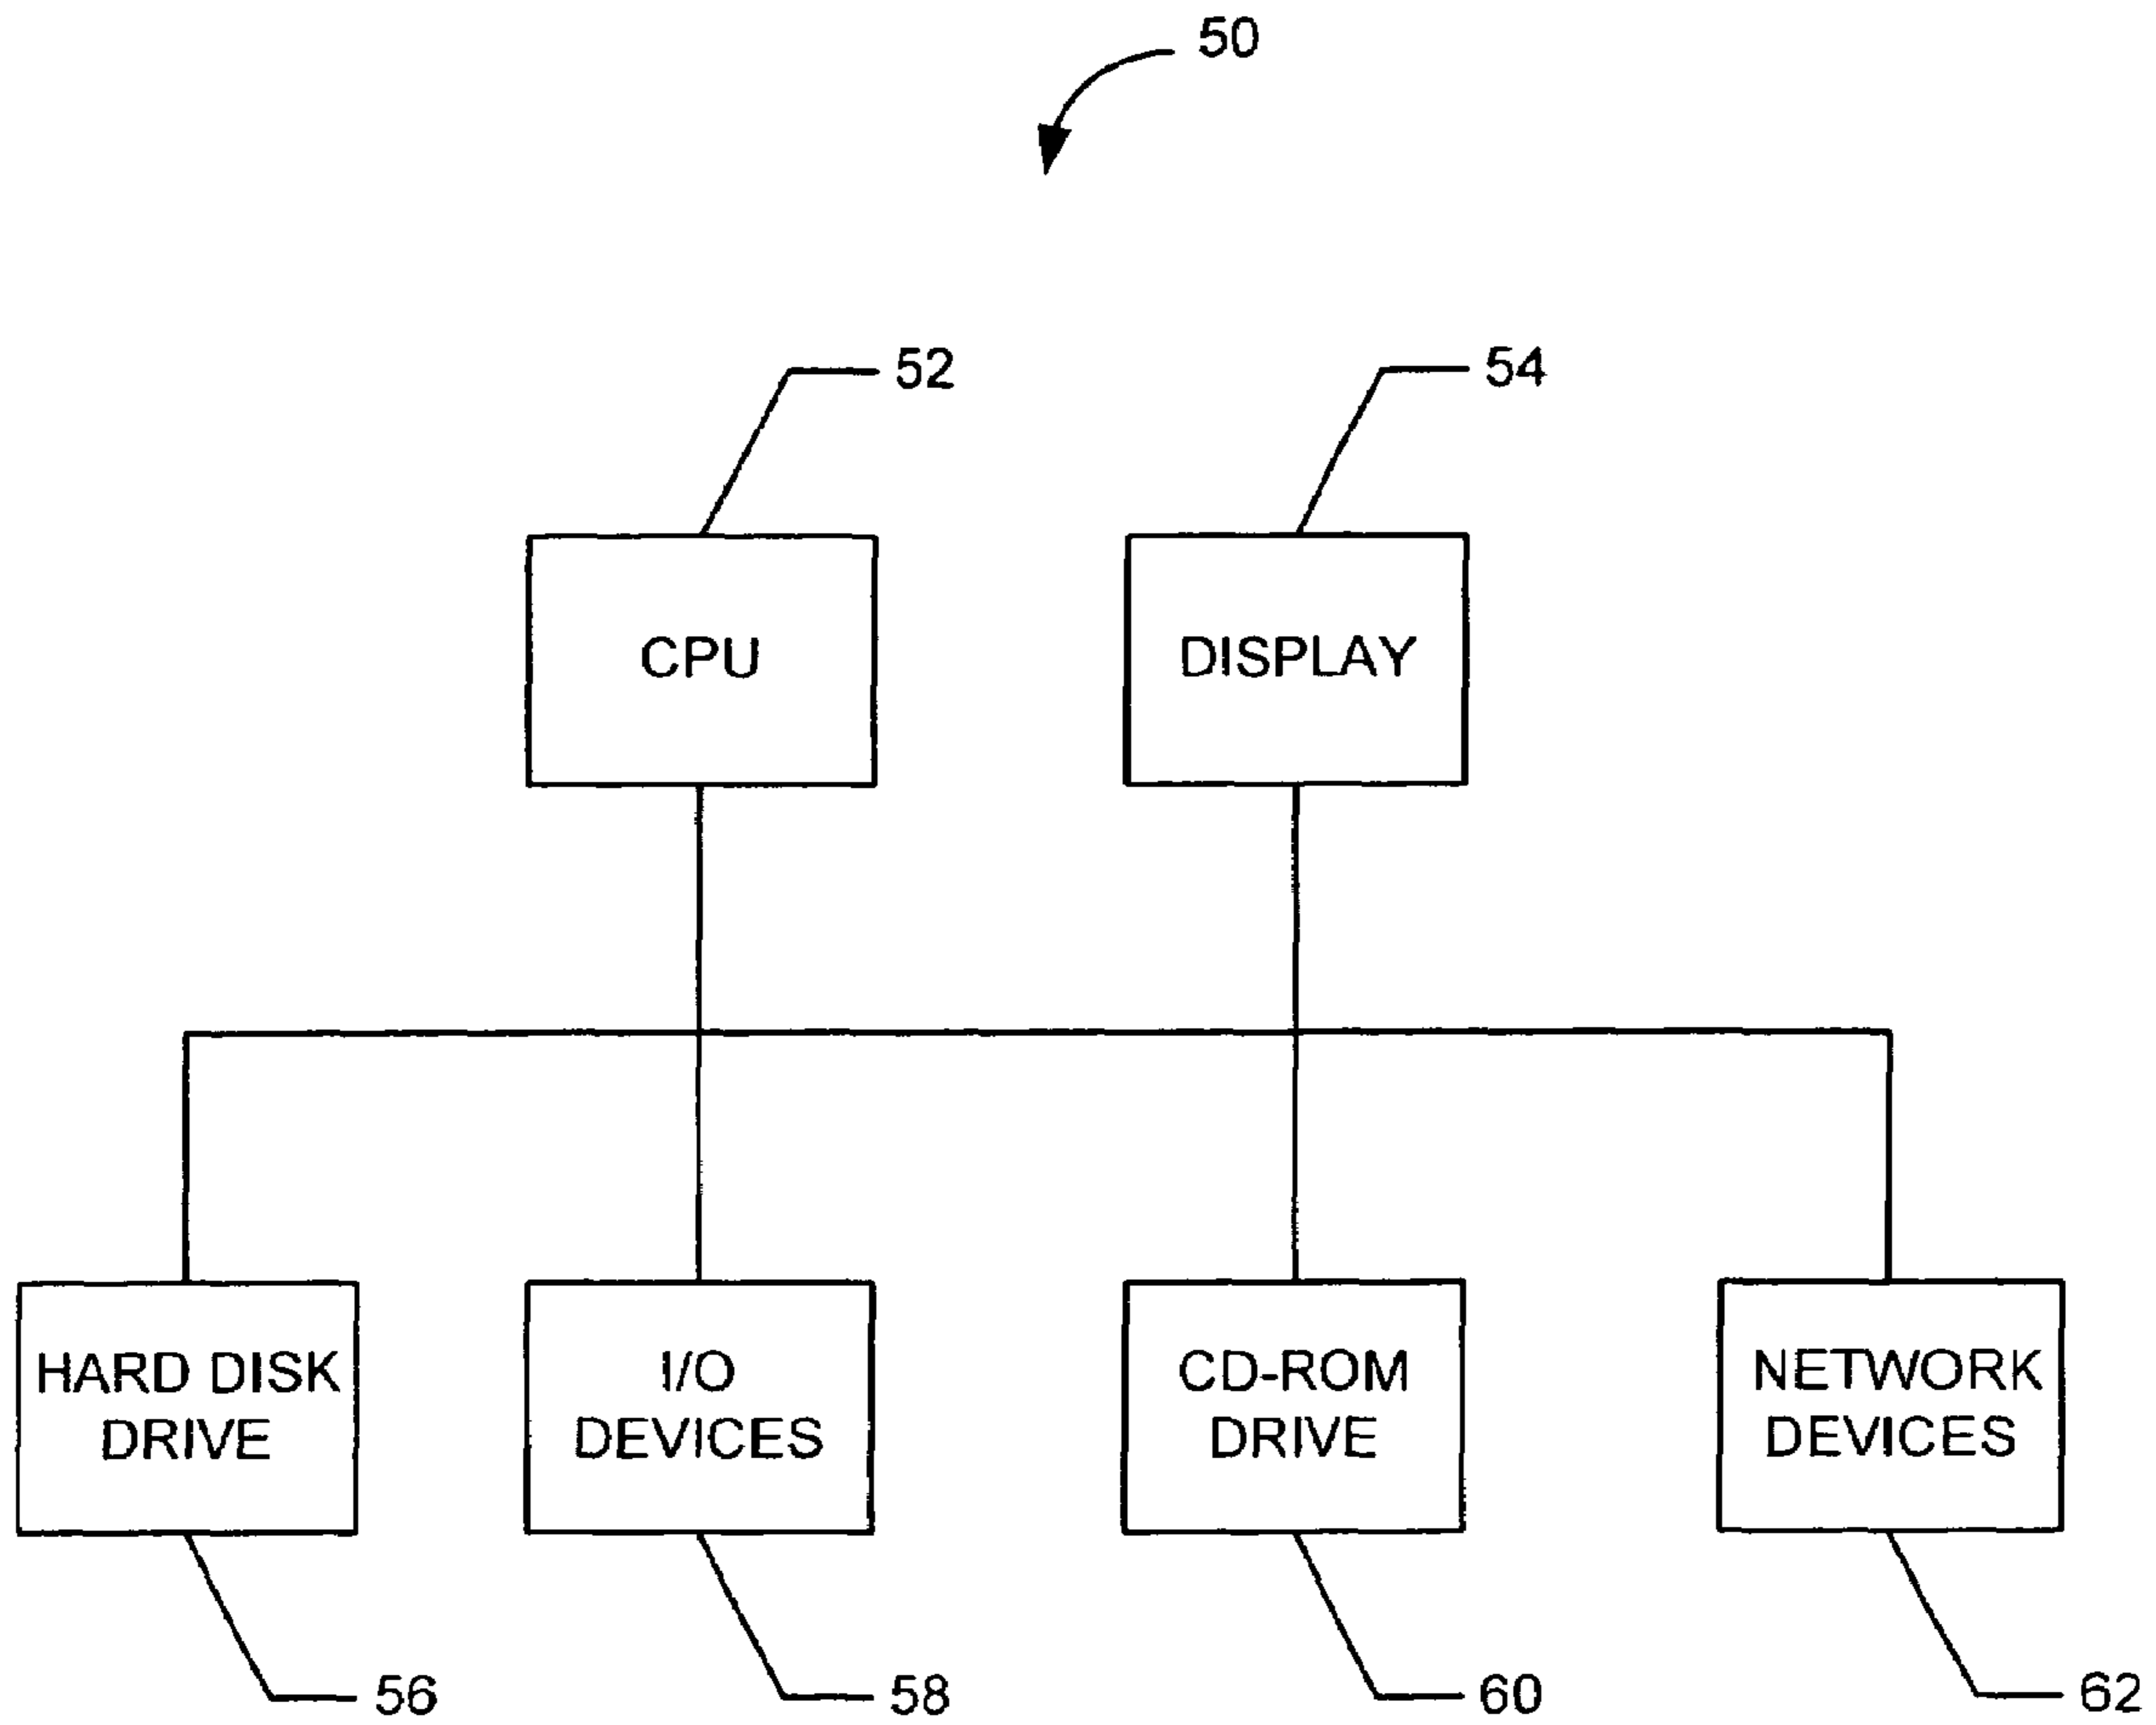 50
52
54
CPU
DISPLAY
HARD DISK
DRIVE
I/O
DEVICES
CD-ROM
DRIVE
NETWORK
DEVICES
56
58
60
62